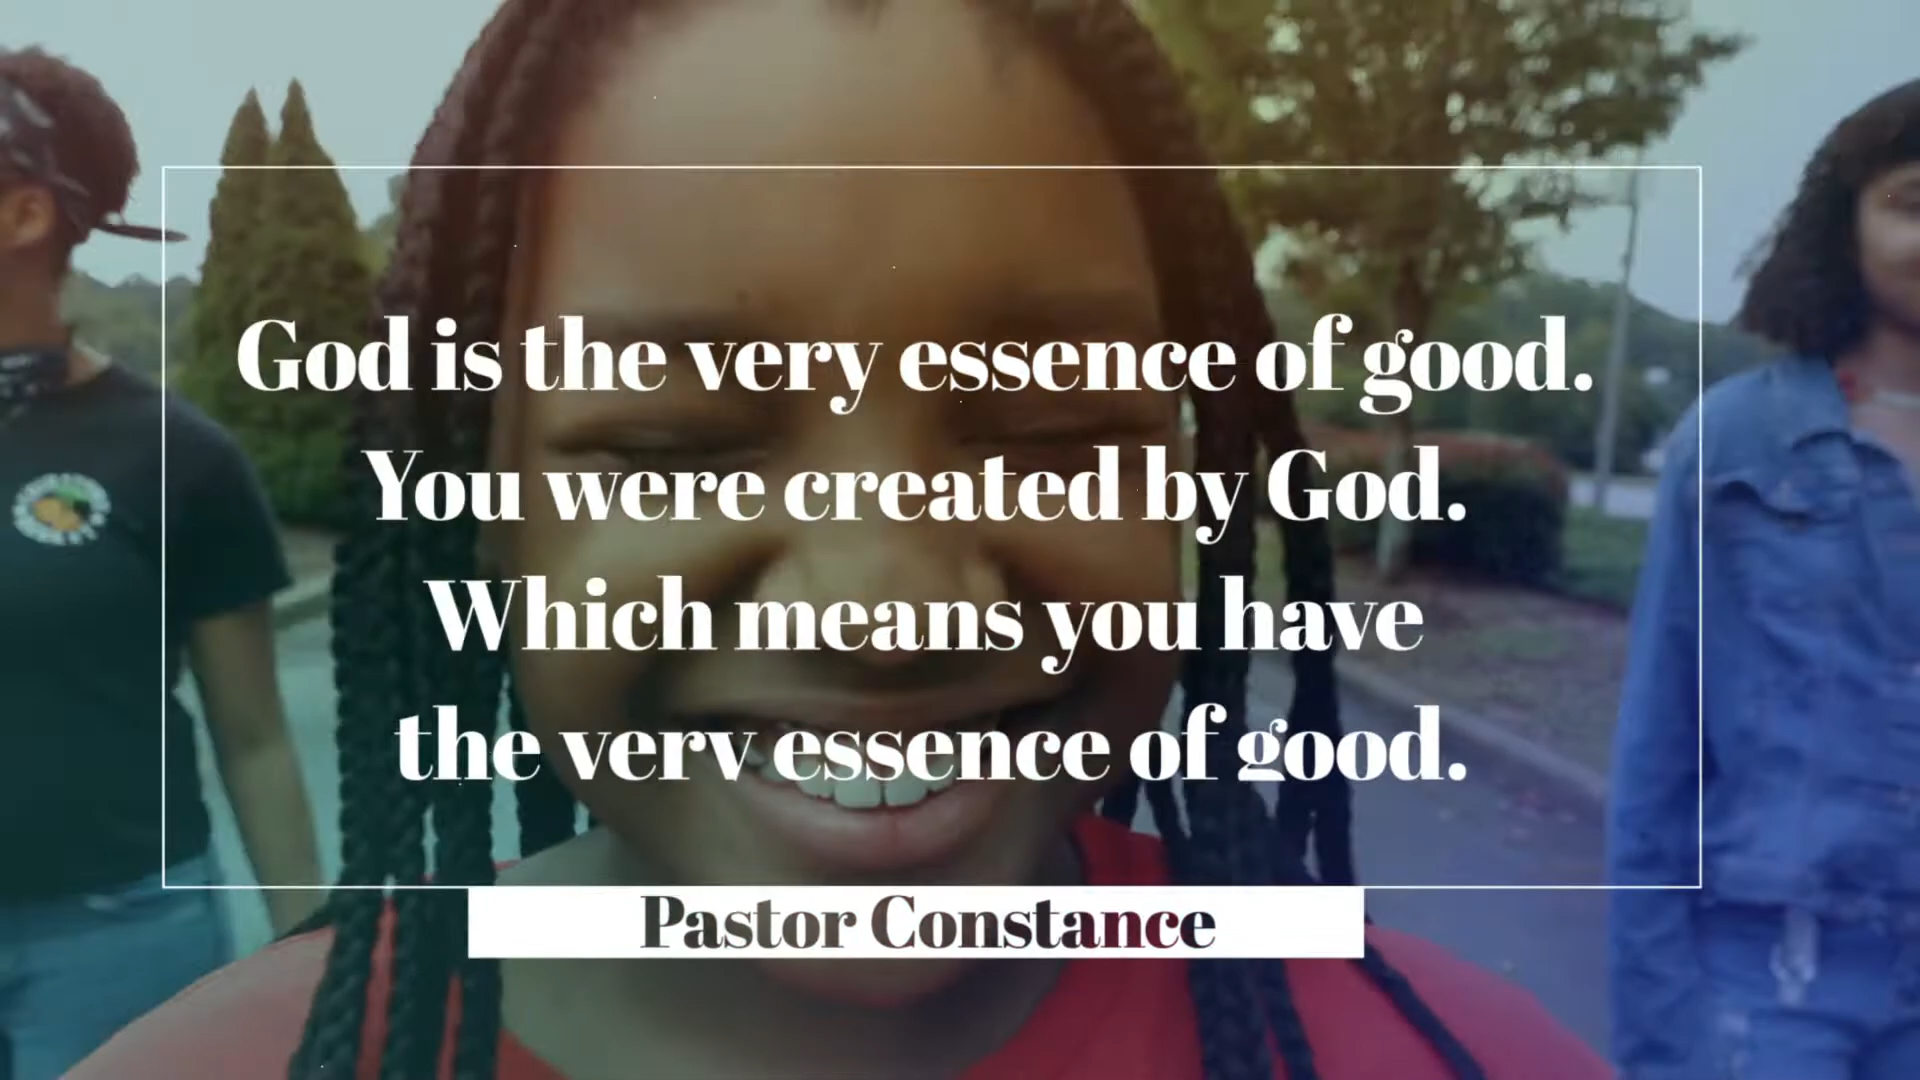 God is the very essence of good.
You were created by God.
Which means you have
the very essence of good.
Pastor Constance